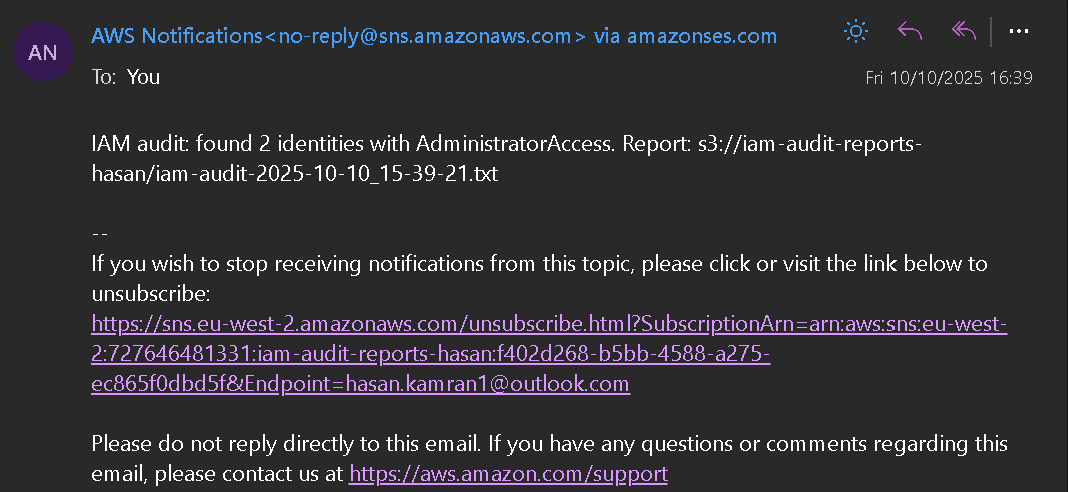 AN
AWS Notifications<no-reply@sns.amazonaws.com> via amazonses.com
To: You
Fri 10/10/2025 16:39
IAM audit: found 2 identities with AdministratorAccess. Report: s3://iam-audit-reports-
hasan/iam-audit-2025-10-10_15-39-21.txt
--
If you wish to stop receiving notifications from this topic, please click or visit the link below to
unsubscribe:
https://sns.eu-west-2.amazonaws.com/unsubscribe.html?SubscriptionArn=arn:aws:sns:eu-west-
2:727646481331:iam-audit-reports-hasan:f402d268-b5bb-4588-a275-
ec865f0dbd5f&Endpoint=hasan.kamran1@outlook.com
Please do not reply directly to this email. If you have any questions or comments regarding this
email, please contact us at https://aws.amazon.com/support